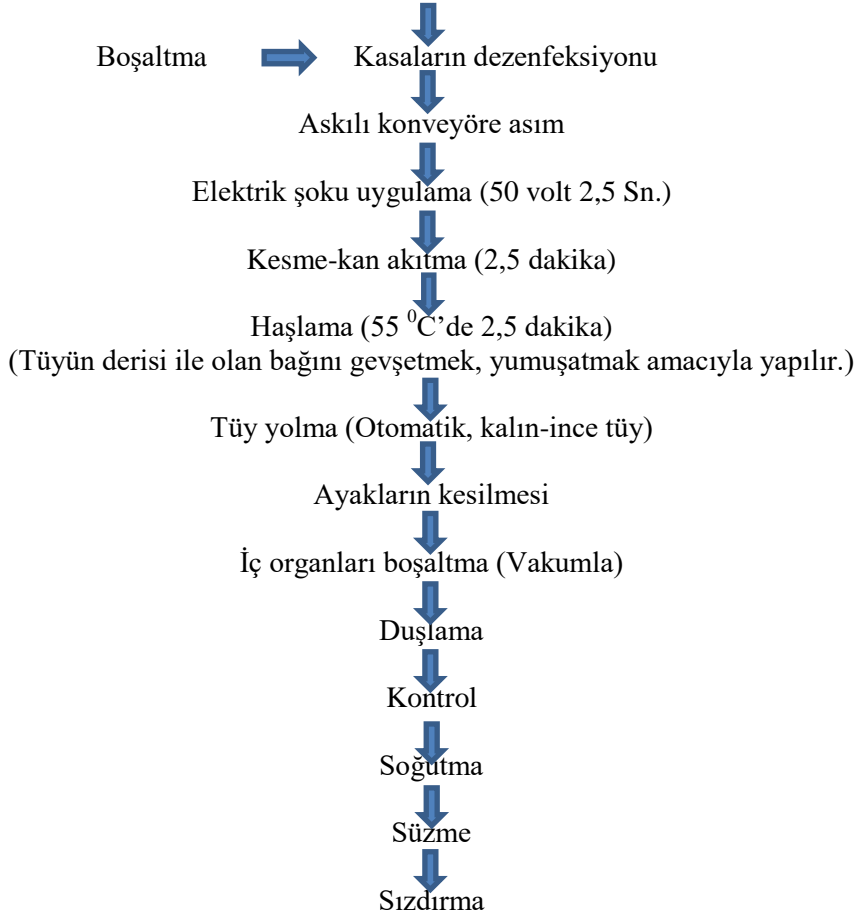 Boşaltma Kasaların dezenfeksiyonu
Askılı konveyöre asım
Elektrik şoku uygulama (50 volt 2,5 Sn.)
Kesme-kan akıtma (2,5 dakika)
Haşlama (55 ⁰C’de 2,5 dakika)
(Tüyün derisi ile olan bağını gevşetmek, yumuşatmak amacıyla yapılır.)
Tüy yolma (Otomatik, kalın-ince tüy)
Ayakların kesilmesi
İç organları boşaltma (Vakumla)
Duşlama
Kontrol
Soğutma
Süzme
Sızdırma